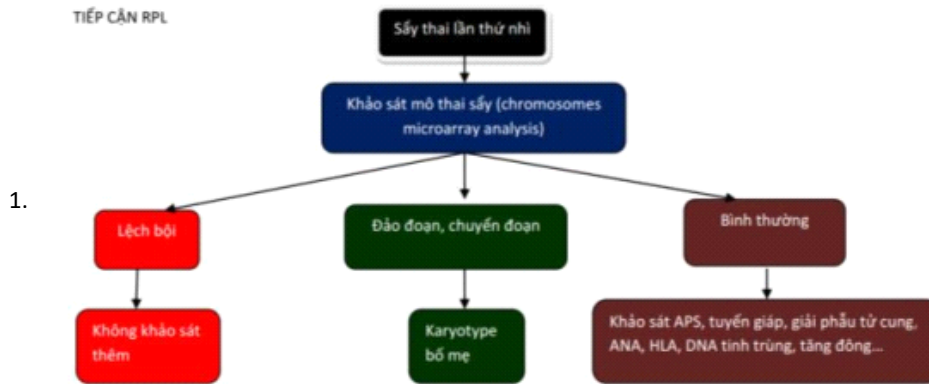 TIẾP CẬN RPL
Sẩy thai lần thứ nhì
Khảo sát mô thai sẩy (chromosomes
microarray analysis)
1.
Lệch bội
Đảo đoạn, chuyển đoạn
Bình thường
Không khảo sát
thêm
Karyotype
bố mẹ
Khảo sát APS, tuyến giáp, giải phẫu tử cung,
ANA, HLA, DNA tinh trùng, tăng đông...